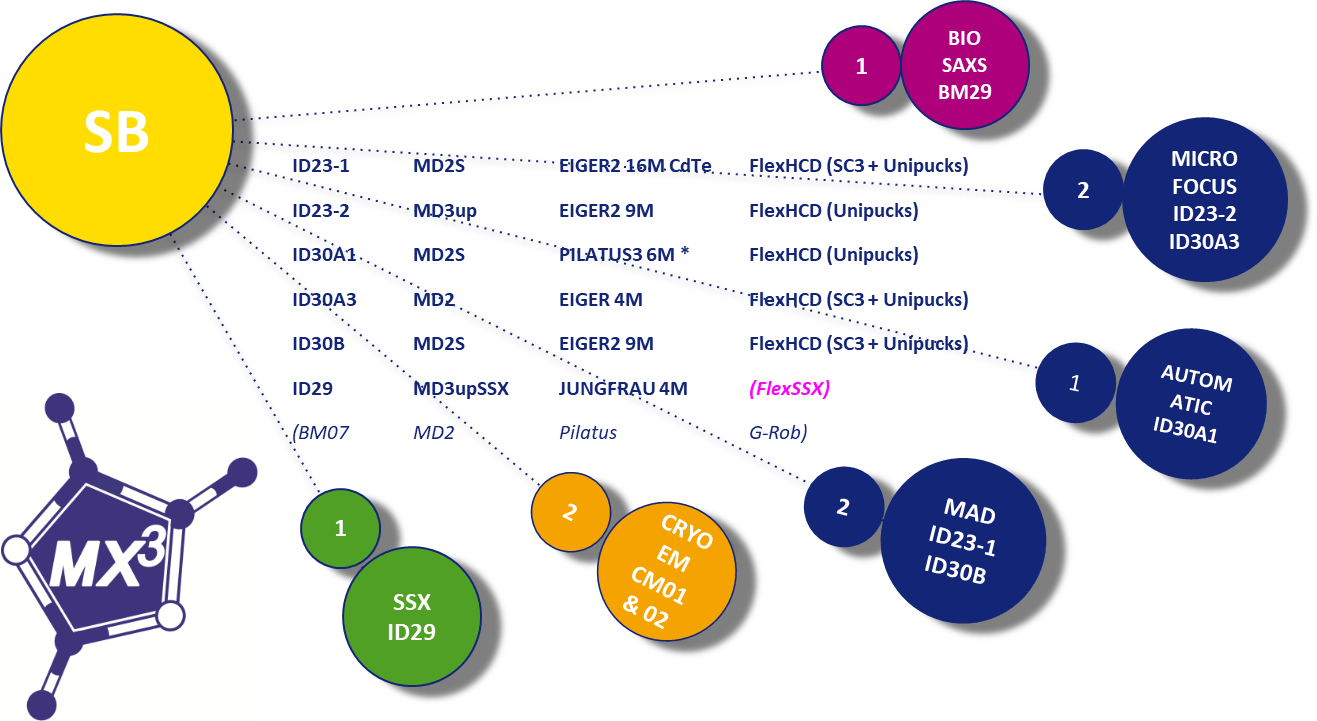 SB
1
BIO
SAXS
BM29
2
MICRO
FOCUS
ID23-2
ID30A3
ID23-1 MD2S EIGER2 16M CdTe FlexHCD (SC3 + Unipucks)
ID23-2 MD3up EIGER2 9M FlexHCD (Unipucks)
ID30A1 MD2S PILATUS3 6M * FlexHCD (Unipucks)
ID30A3 MD2 EIGER 4M FlexHCD (SC3 + Unipucks)
ID30B MD2S EIGER2 9M FlexHCD (SC3 + Unipucks)
ID29 MD3upSSX JUNGFRAU 4M (FlexSSX)
(BM07 MD2 Pilatus G-Rob)
1
AUTOM
ATIC
ID30A1
2
MAD
ID23-1
ID30B
2
CRYO
EM
CM01
& 02
1
SSX
ID29
MX3